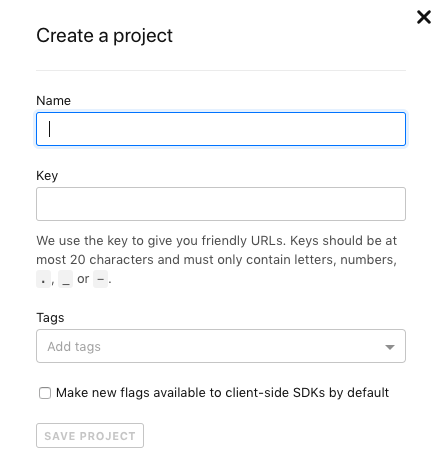 Create a project
Name
Key
We use the key to give you friendly URLs. Keys should be at
most 20 characters and must only contain letters, numbers,
., _ or -.
Tags
Add tags
Make new flags available to client-side SDKs by default
SAVE PROJECT